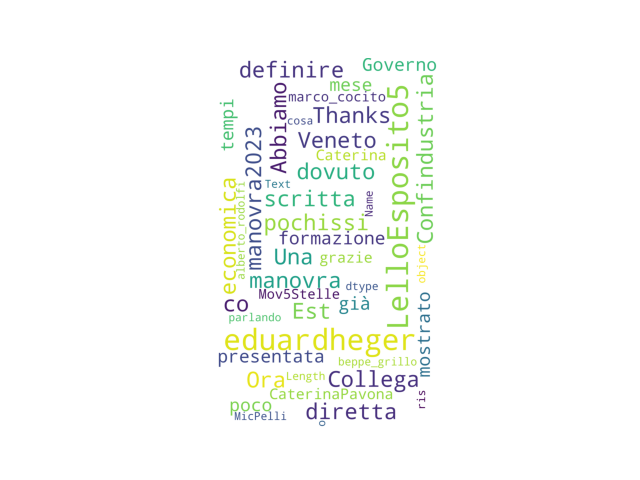 definire
Governo
mese
marco_cocito
Confindustria
tempi
Abbiamo
cosa
Thanks
LelloEsposito5
manovra2023
Veneto
Caterina
dovuto
economica
alberto_rodolfi
Text
scritta
Name
pochissi
formazione
Una
grazie
object
manovra
dtype
Mov5Stelle
co
Est
già
mostrato
parlando
eduardheger
presentata
beppe_grillo
Ora
Length
Collega
CaterinaPavona
ris
poco
diretta
MicPelli
o